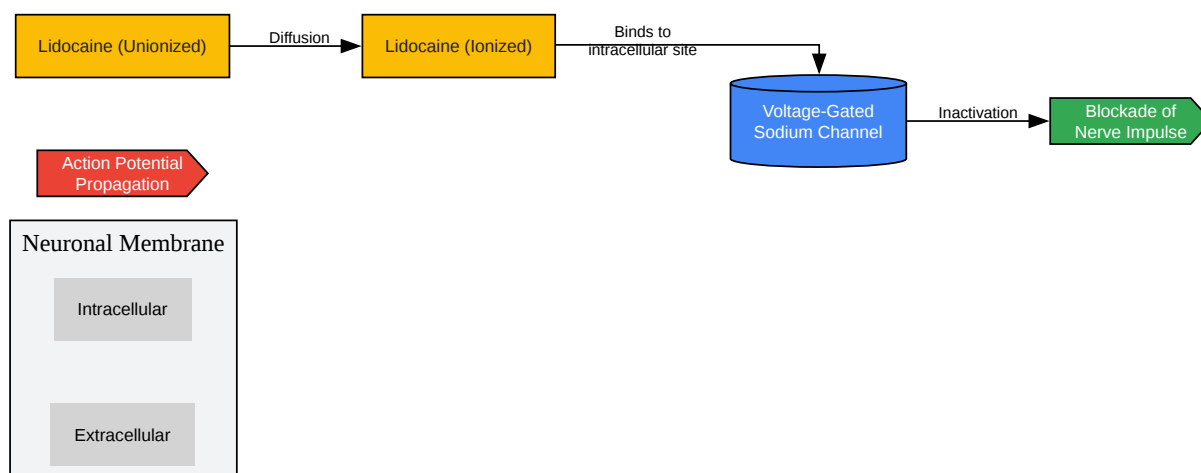 Lidocaine (Unionized)
Diffusion
Lidocaine (Ionized)
Binds to
intracellular site
Voltage-Gated
Sodium Channel
Inactivation
Blockade of
Nerve Impulse
Action Potential
Propagation
Neuronal Membrane
Intracellular
Extracellular